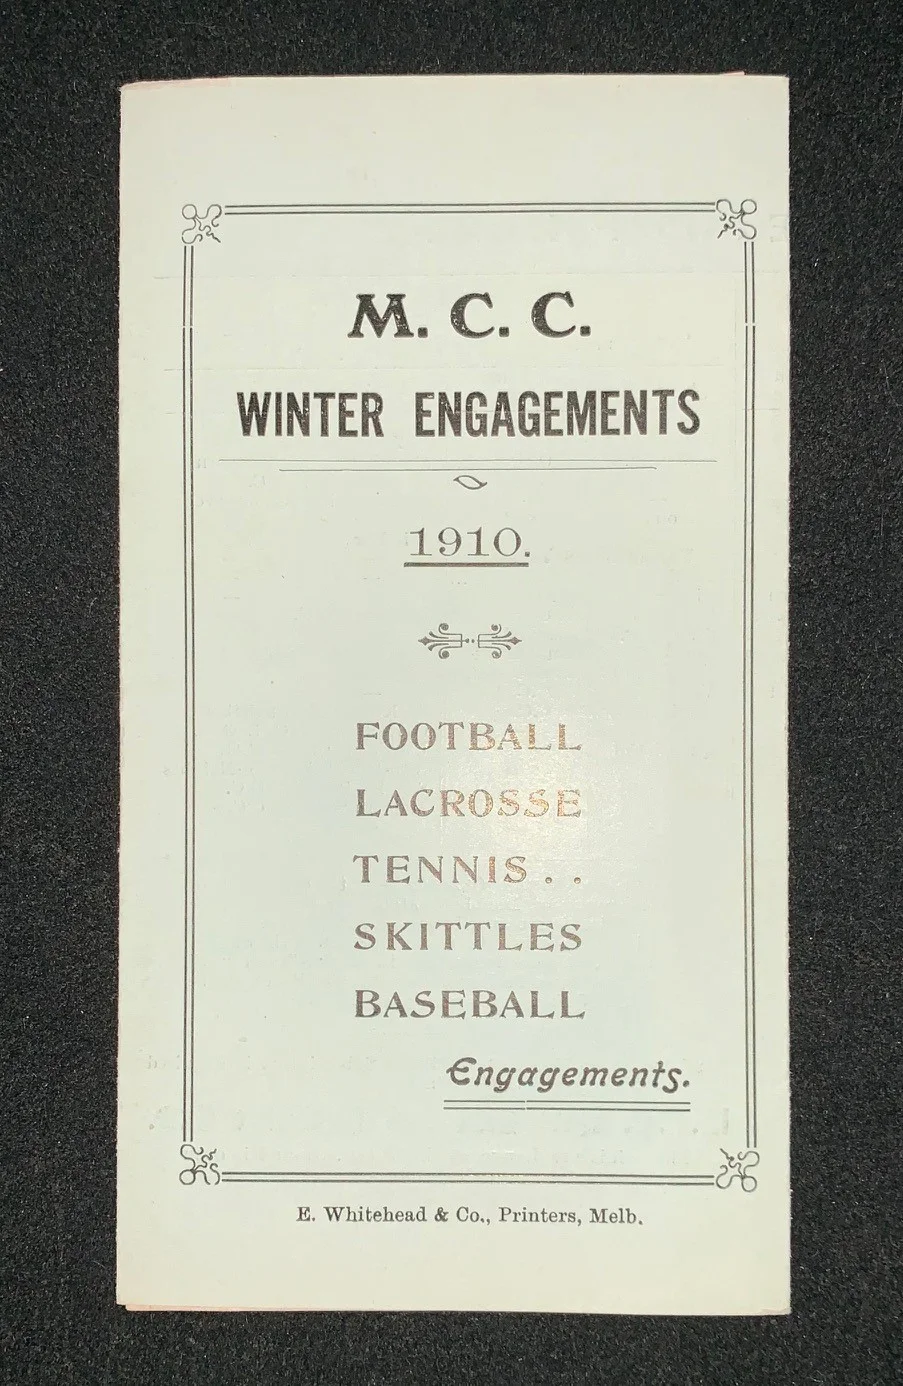 M. C. C.
WINTER ENGAGEMENTS
1910.
FOOTBALL
LACROSSE
TENNIS . .
SKITTLES
BASEBALL
Engagements.
E. Whitehead & Co., Printers, Melb.